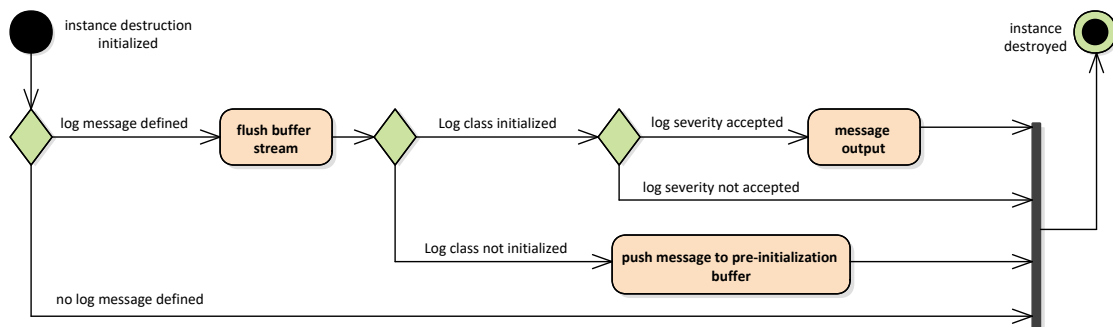 instance destruction
initialized
instance
destroyed
log message defined
flush buffer
stream
Log class initialized
log severity accepted
message
output
log severity not accepted
Log class not initialized
push message to pre-initialization
buffer
no log message defined